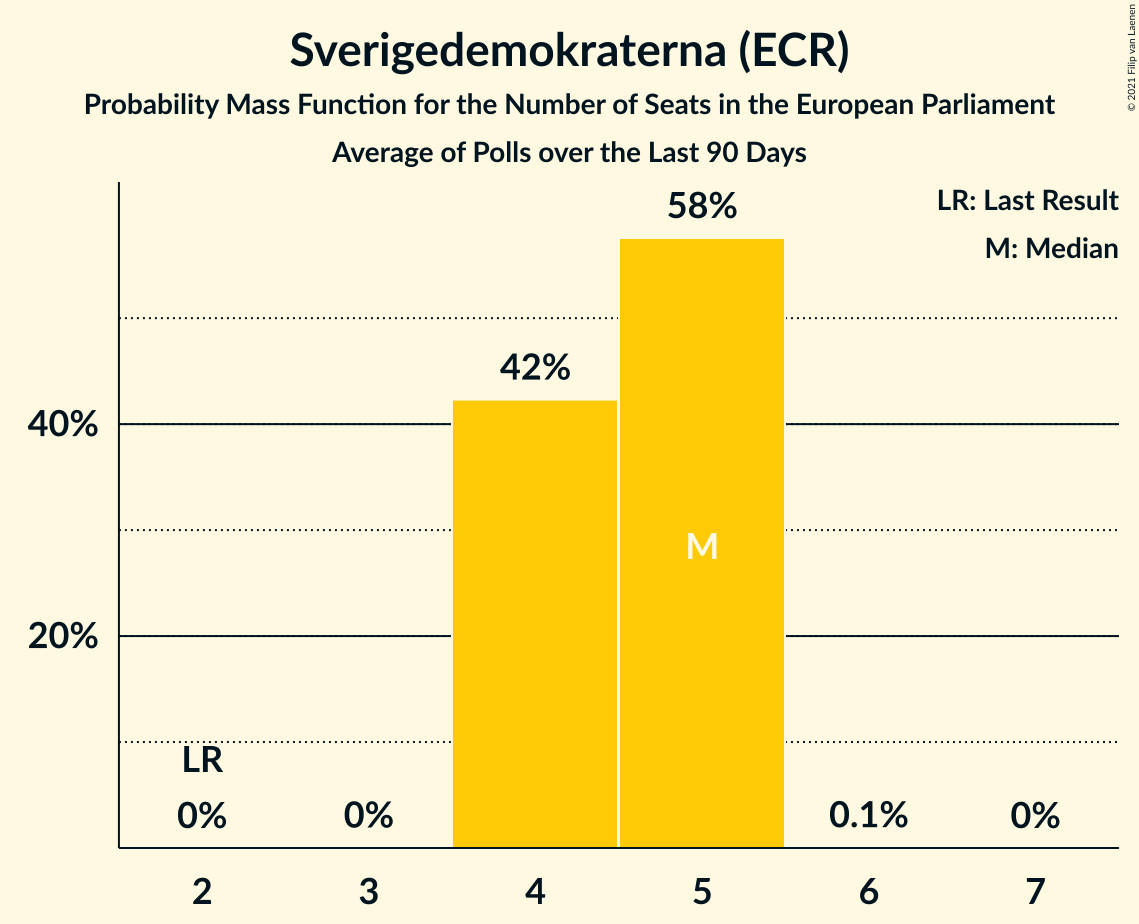 Sverigedemokraterna (ECR)
Probability Mass Function for the Number of Seats in the European Parliament
Average of Polls over the Last 90 Days
© 2021 Filip van Laenen
LR: Last Result
M: Median
58%
42%
40%
M
20%
LR
0%
0%
0.1%
0%
2
3
4
5
6
7